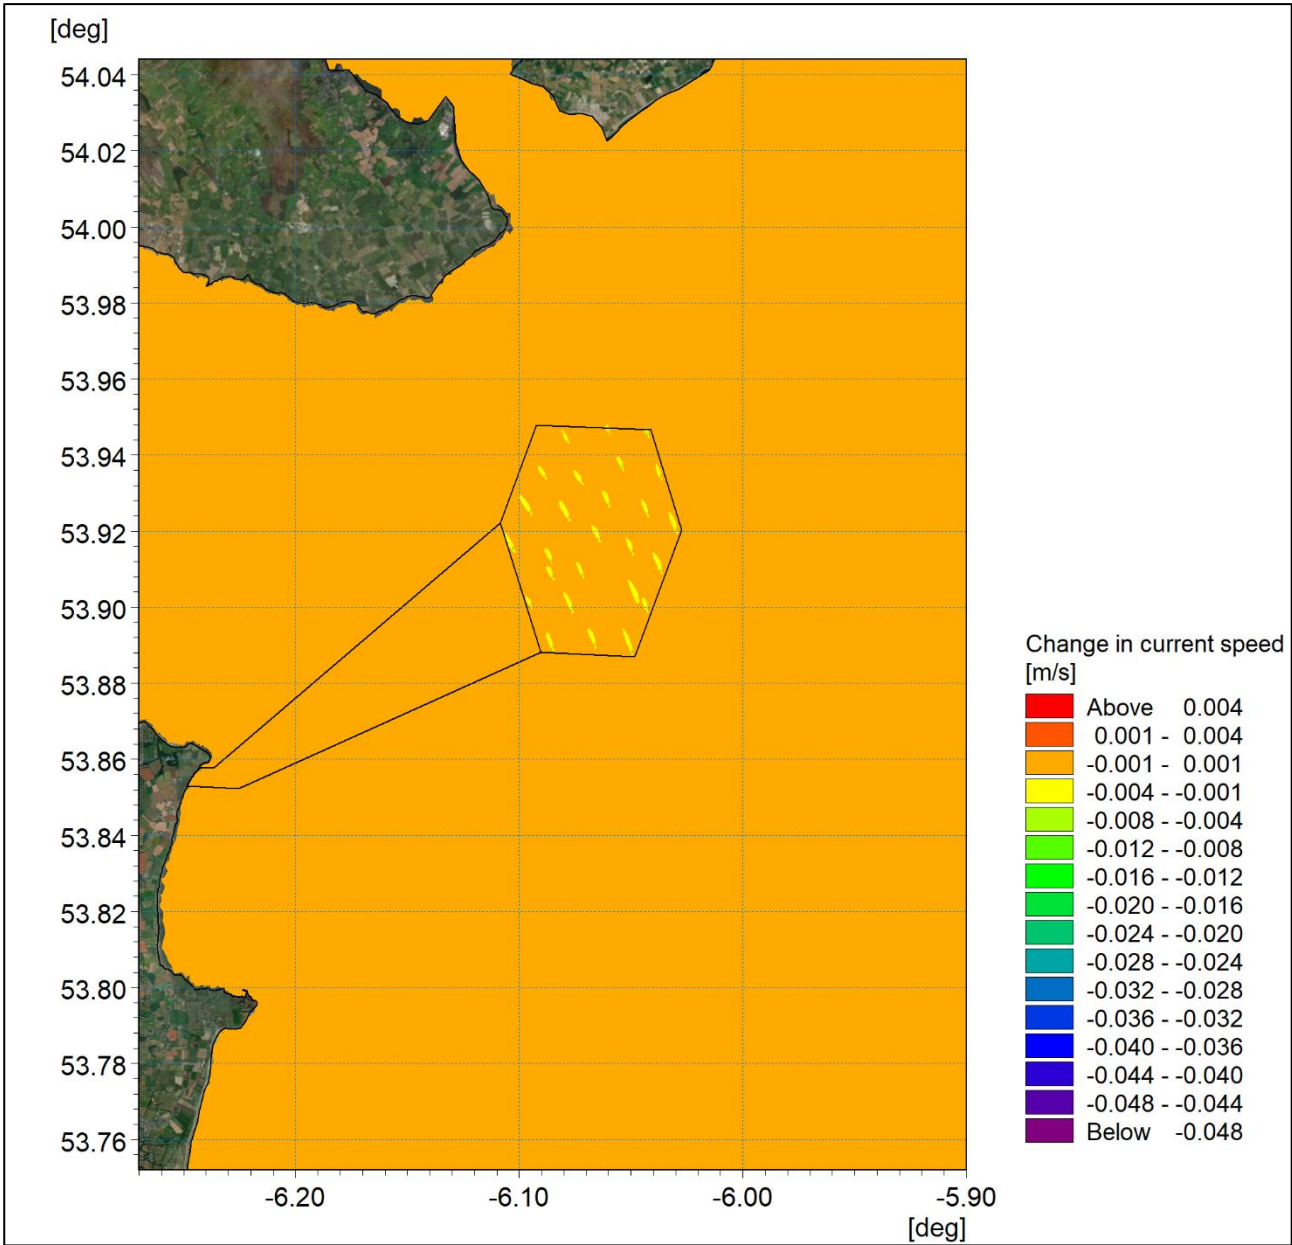 [deg]
54.04
54.02
54.00
53.98
53.96
53.94
53.92
53.90
53.88
53.86
53.84
53.82
53.80
53.78
53.76
-6.20 -6.10 -6.00 -5.90
[deg]
Change in current speed
[m/s]
Above 0.004
0.001 - 0.004
-0.001 - 0.001
-0.004 - -0.001
-0.008 - -0.004
-0.012 - -0.008
-0.016 - -0.012
-0.020 - -0.016
-0.024 - -0.020
-0.028 - -0.024
-0.032 - -0.028
-0.036 - -0.032
-0.040 - -0.036
-0.044 - -0.040
-0.048 - -0.044
Below -0.048